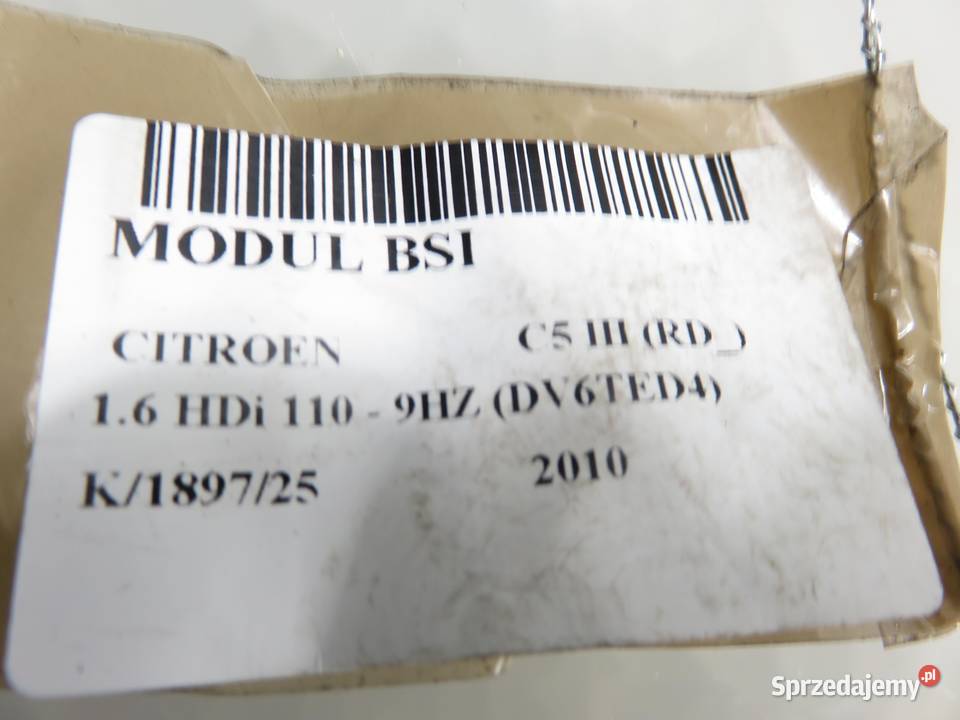 MODUL BSI
CITROEN C5 III (RD_)
1.6 HDi 110 - 9HZ (DV6TED4)
K/1897/25 2010
Sprzedajemy.pl